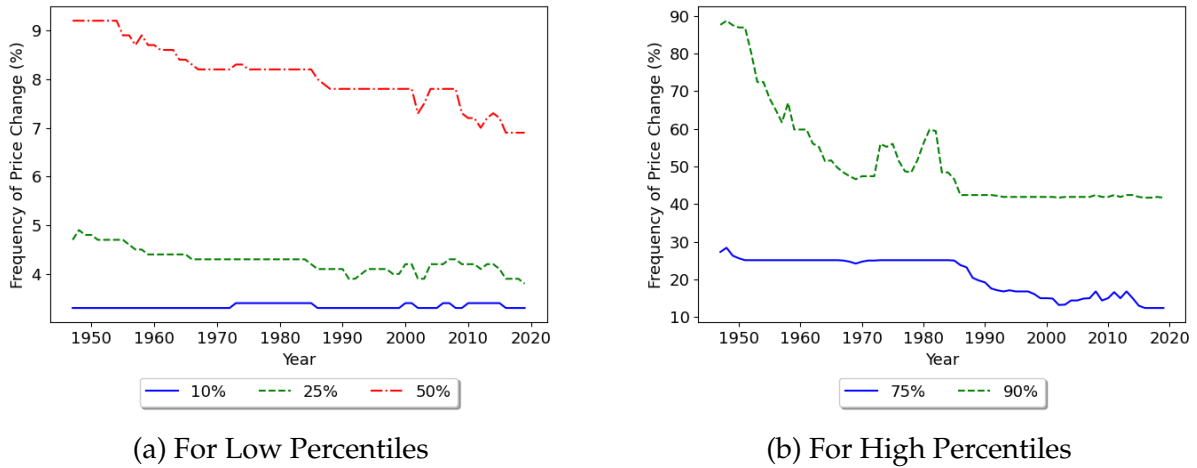 9
8
7
6
5
4
Frequency of Price Change (%)
1950 1960 1970 1980 1990 2000 2010 2020
Year
10% 25% 50%
(a) For Low Percentiles
90
80
70
60
50
40
30
20
10
Frequency of Price Change (%)
1950 1960 1970 1980 1990 2000 2010 2020
Year
75% 90%
(b) For High Percentiles